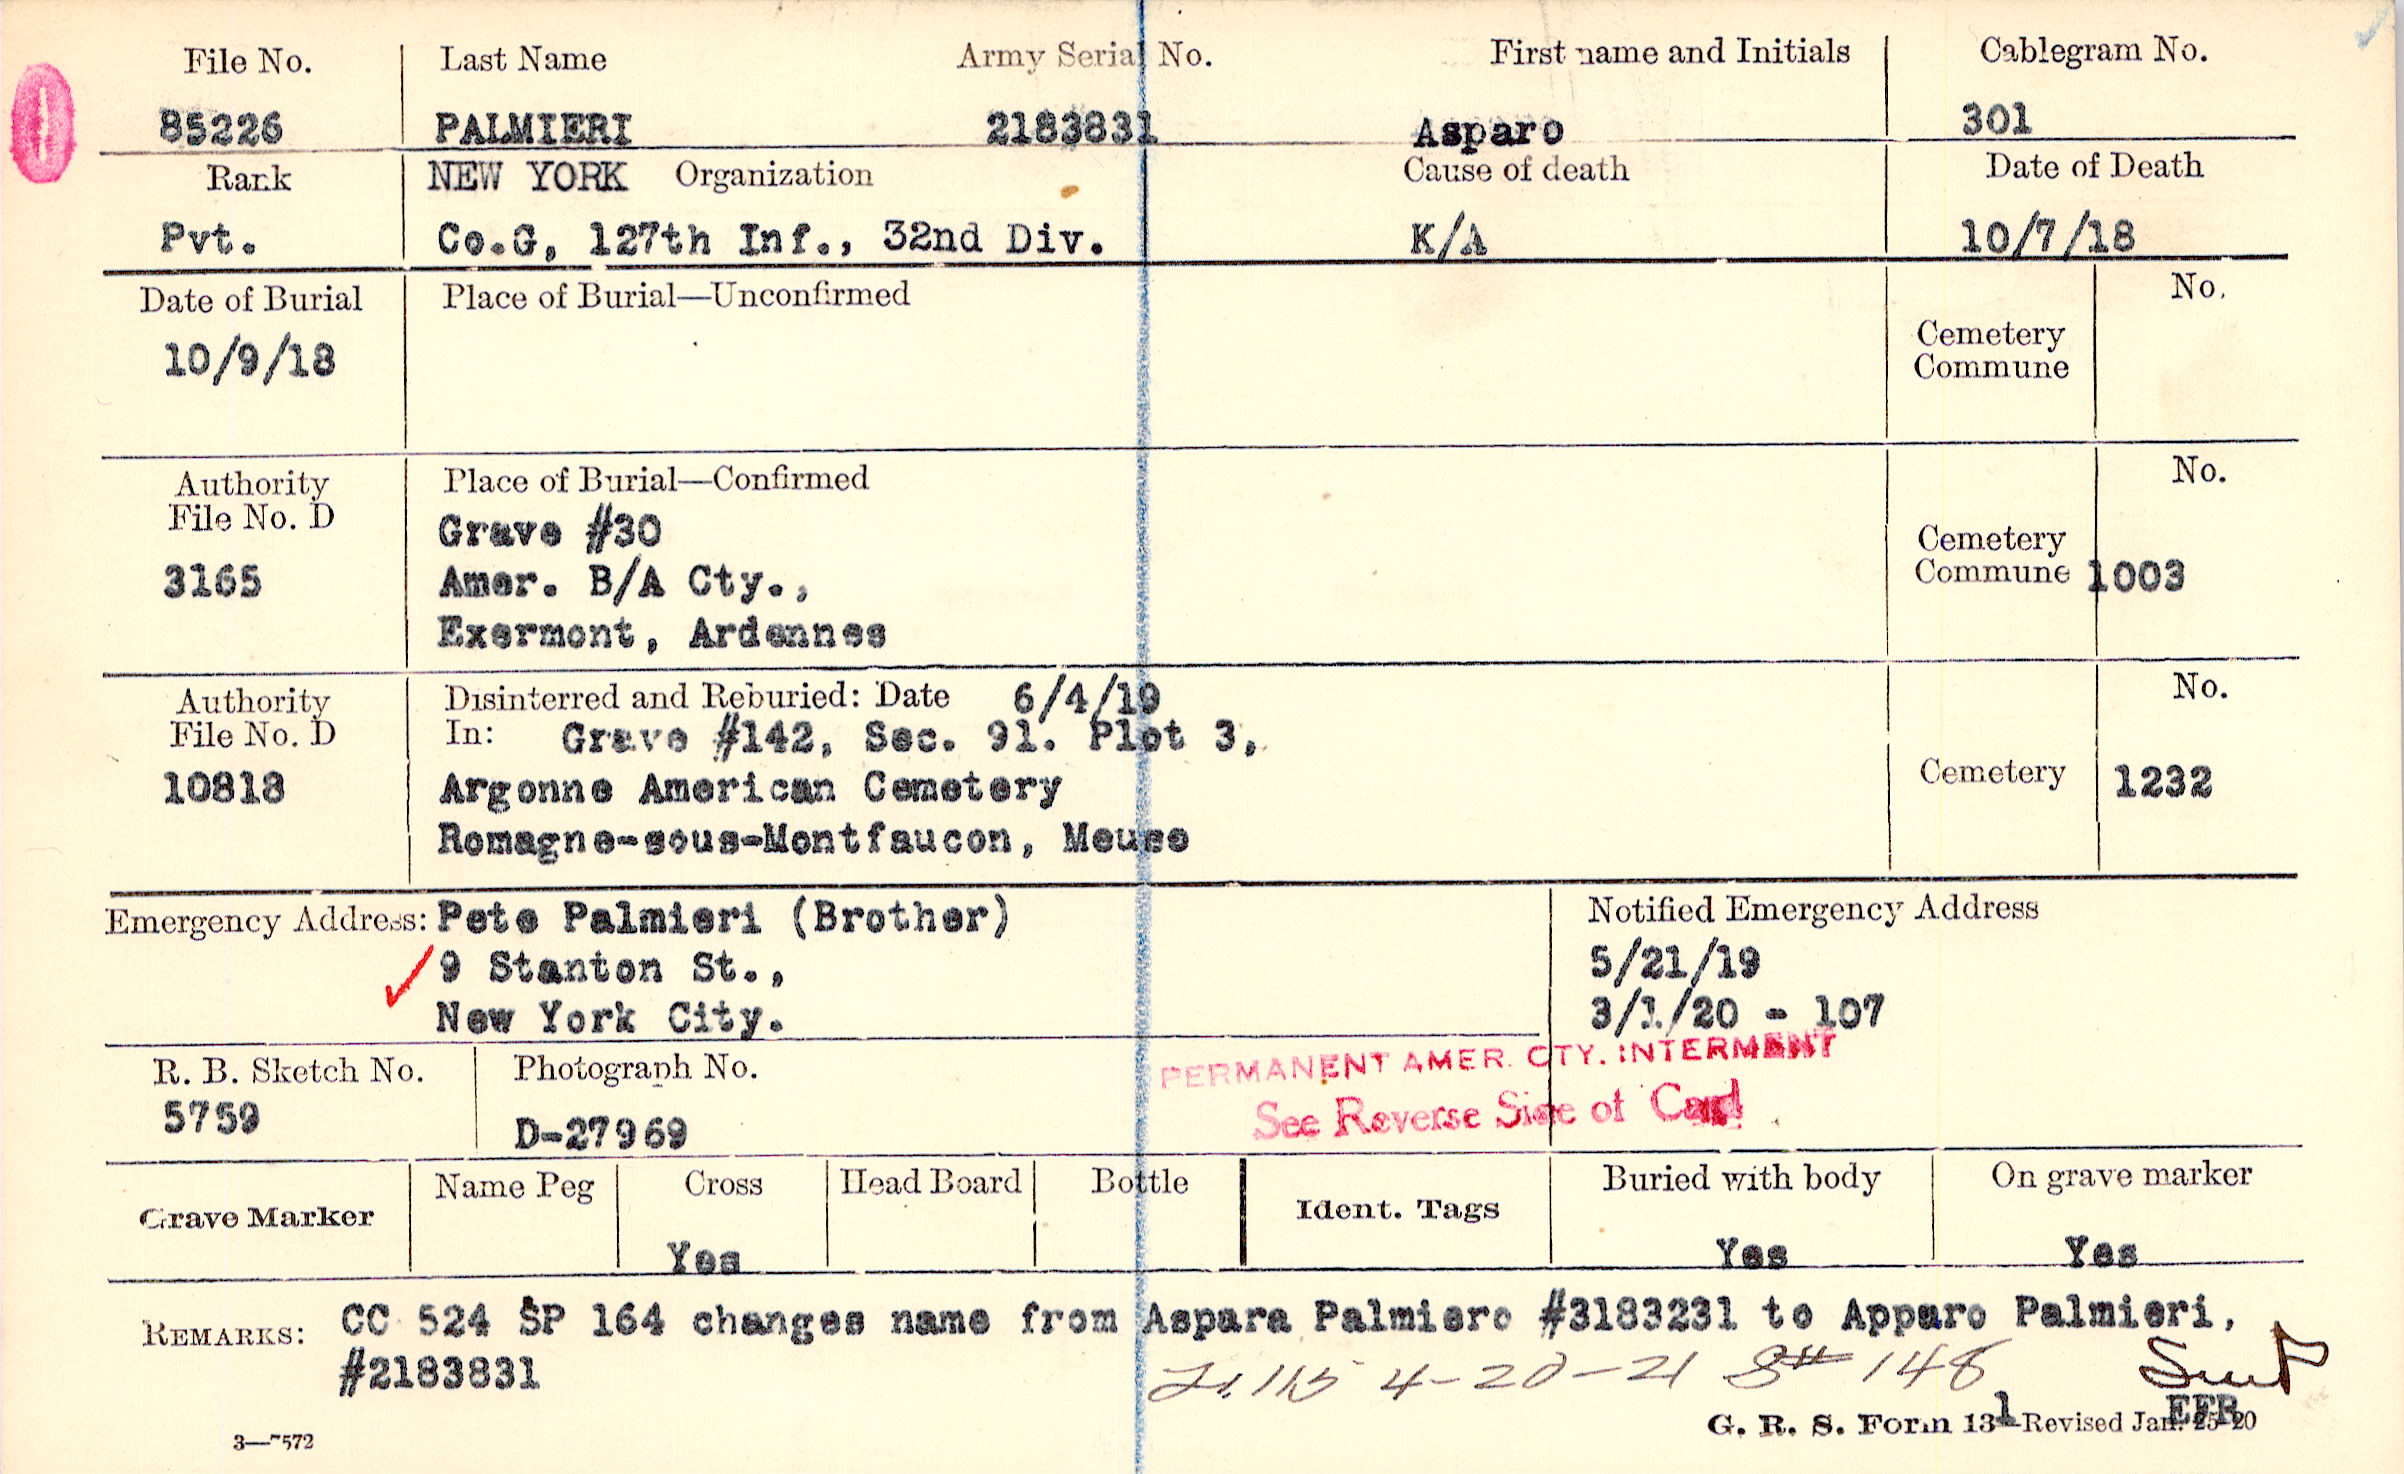 File No. Last Name Army Serial No. First name and Initials Cablegram No.
85226 PALMIERI 2183831 Asparo 301
Rank NEW YORK Organization Cause of death Date of Death
Pvt. Co.G, 127th Inf., 32nd Div. K/A 10/7/18
Date of Burial Place of Burial—Unconfirmed No.
10/9/18 Cemetery
Commune
Authority Place of Burial—Confirmed No.
File No. D Grave #30 Cemetery
3165 Amer. B/A Cty., Commune 1003
Exermont, Ardennes
Authority Disinterred and Reburied: Date 6/4/19 No.
File No. D In: Grave #142, Sec. 91. Plot 3,
10818 Argonne American Cemetery Cemetery 1232
Romagne-sous-Montfaucon, Meuse
Emergency Address: Pete Palmieri (Brother) Notified Emergency Address
9 Stanton St., 5/21/19
New York City. 3/1/20 - 107
R. B. Sketch No. Photograph No. PERMANENT AMER. CTY. INTERMENT
5759 D-27969 See Reverse Side of Card
Name Peg Cross Head Board Bottle Buried with body On grave marker
Grave Marker Ident. Tags
Yes Yes Yes
REMARKS: CC 524 SP 164 changes name from Aspara Palmiero #3183231 to Apparo Palmieri,
#2183831 4-20-21 148
EFR
G. R. S. Form 131—Revised Jan. 25-20
3—7572